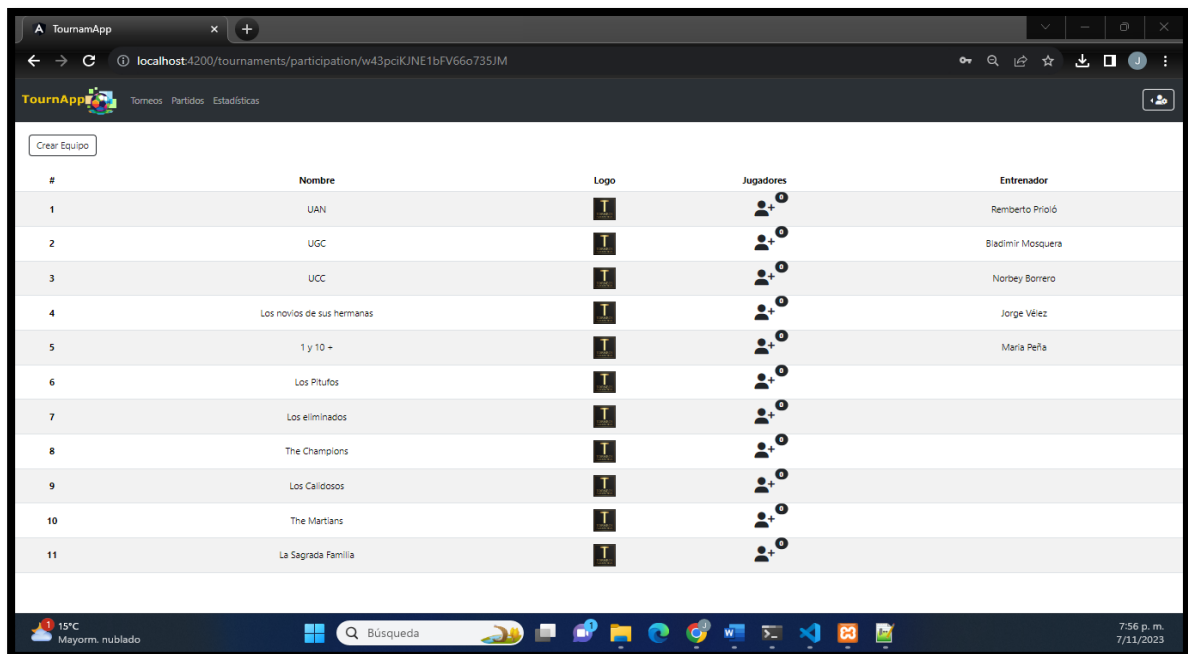 TournamApp
localhost:4200/tournaments/participation/w43pciKJNE1bFV66o735JM
J
TournApp Torneos Partidos Estadísticas
Crear Equipo
# Nombre Logo Jugadores Entrenador
1 UAN T 0 Remberto Prioló
2 UGC T 0 Bladimir Mosquera
3 UCC T 0 Norbey Borrero
4 Los novios de sus hermanas T 0 Jorge Vélez
5 1 y 10 + T 0 Maria Peña
6 Los Pitufos T 0
7 Los eliminados T 0
8 The Champions T 0
9 Los Calidosos T 0
10 The Martians T 0
11 La Sagrada Familia T 0
1 15°C
Mayorm. nublado
Búsqueda
1
7:56 p. m.
7/11/2023